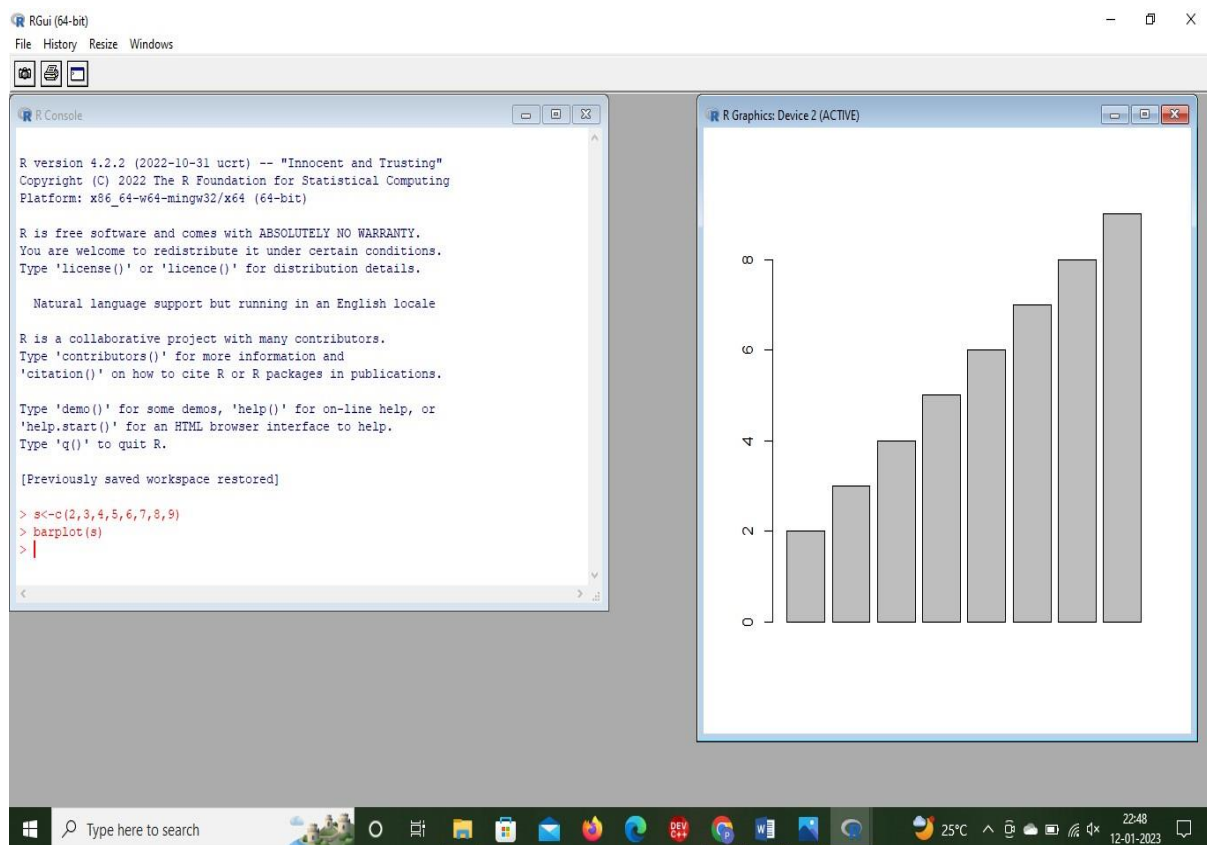 RGui (64-bit)
File History Resize Windows
R Console
R version 4.2.2 (2022-10-31 ucrt) -- "Innocent and Trusting"
Copyright (C) 2022 The R Foundation for Statistical Computing
Platform: x86_64-w64-mingw32/x64 (64-bit)
R is free software and comes with ABSOLUTELY NO WARRANTY.
You are welcome to redistribute it under certain conditions.
Type 'license()' or 'licence()' for distribution details.
Natural language support but running in an English locale
R is a collaborative project with many contributors.
Type 'contributors()' for more information and
'citation()' on how to cite R or R packages in publications.
Type 'demo()' for some demos, 'help()' for on-line help, or
'help.start()' for an HTML browser interface to help.
Type 'q()' to quit R.
[Previously saved workspace restored]
> s<-c(2,3,4,5,6,7,8,9)
> barplot(s)
>
R Graphics: Device 2 (ACTIVE)
8
6
4
2
0
Type here to search
DEV
C++
25°C
22:48
12-01-2023